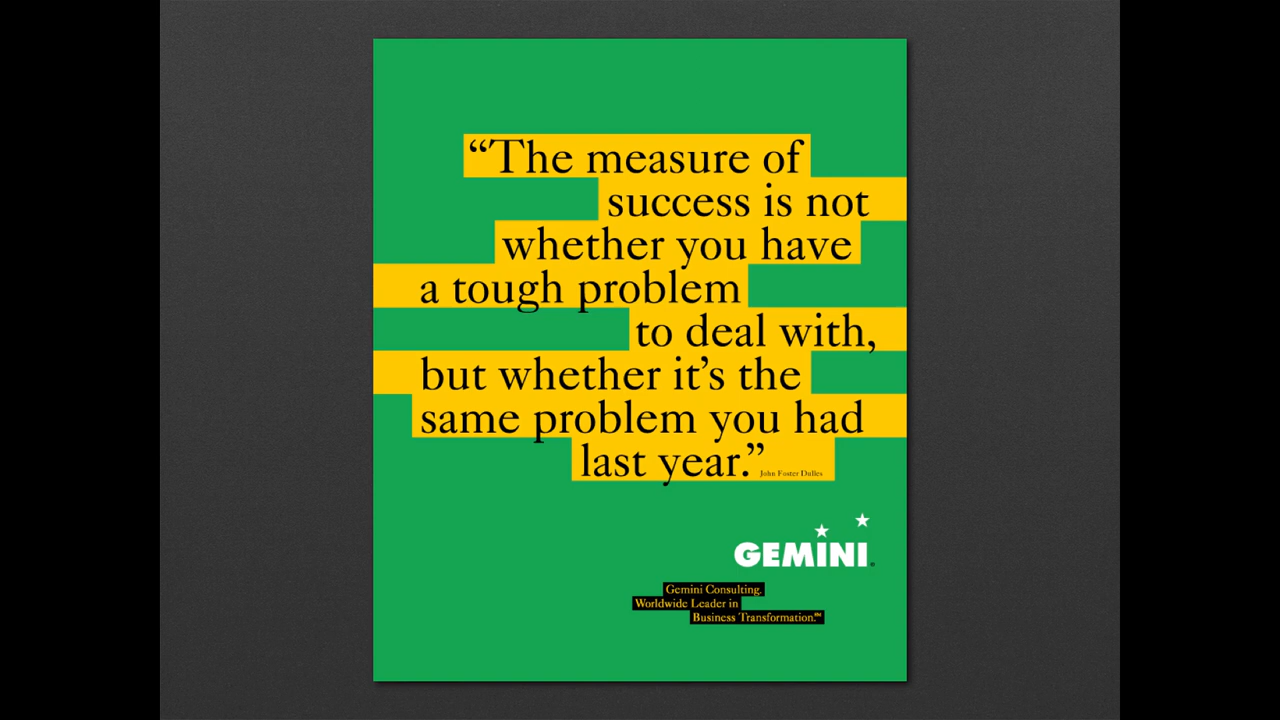 “The measure of
success is not
whether you have
a tough problem
to deal with,
but whether it’s the
same problem you had
last year.” John Foster Dulles
GEMINI®
Gemini Consulting.
Worldwide Leader in
Business Transformation.℠